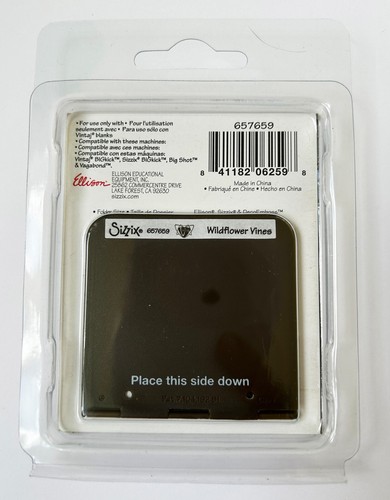 • For use only with • Pour l'utilisation
seulement avec • Para uso sólo con
Vintaj® blanks
• Compatible with these machines:
• Compatible avec ces machines:
• Compatible con estas máquinas:
Vintaj® BIGkick™, Sizzix® BIGkick™, Big Shot™
& Vagabond™.
657659
8 41182 06259 8
Made in China
• Fabriqué en Chine • Hecho en China
Ellison
ELLISON EDUCATIONAL
EQUIPMENT, INC.
25862 COMMERCENTRE DRIVE
LAKE FOREST, CA 92630
sizzix.com
Sizzix® 657659 Wildflower Vines
Place this side down